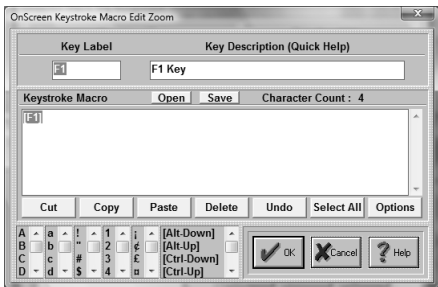 OnScreen Keystroke Macro Edit Zoom
Key Label Key Description (Quick Help)
F1 F1 Key
Keystroke Macro Open Save Character Count : 4
[F1]
Cut Copy Paste Delete Undo Select All Options
A a ! 1 ¡ [Alt-Down]
B b " 2 ¢ [Alt-Up]
C c # 3 £ [Ctrl-Down]
D d $ 4 ¤ [Ctrl-Up]
OK Cancel Help